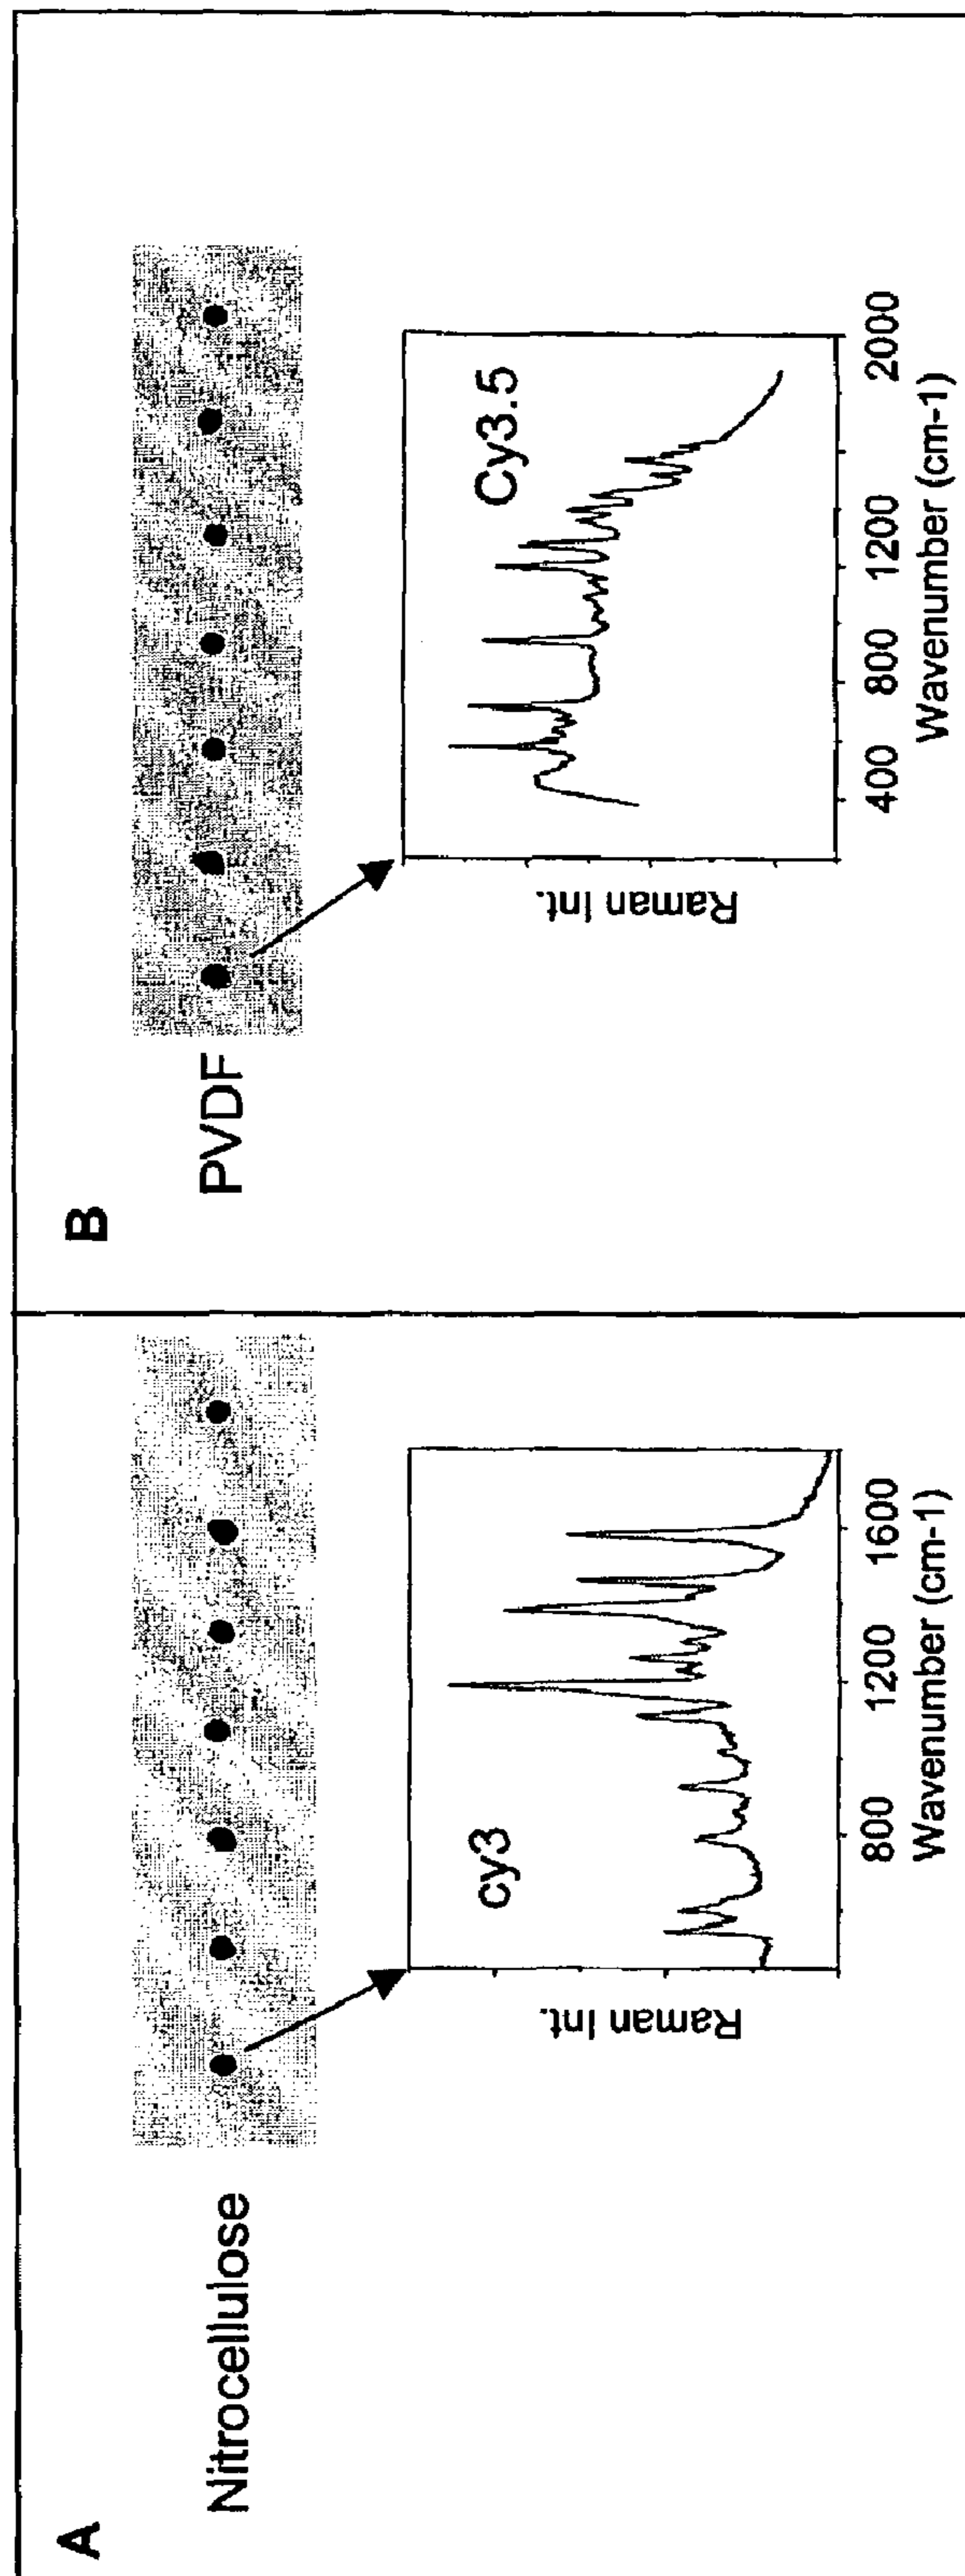 A
Nitrocellulose
cy3
Raman Int.
800 1200 1600
Wavenumber (cm-1)
B
PVDF
Cy3.5
Raman Int.
400 800 1200 2000
Wavenumber (cm-1)